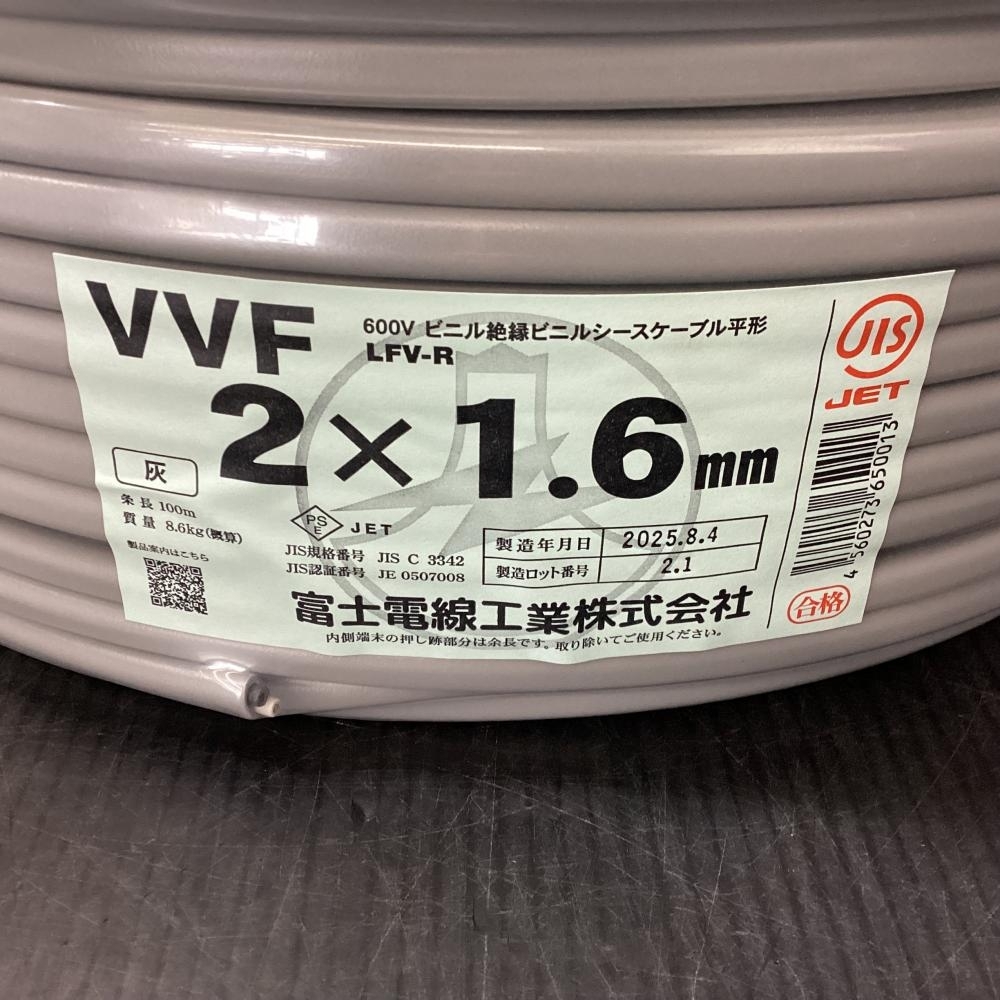 VVF
600V ビニル絶縁ビニルシースケーブル平形
LFV-R
2×1.6mm
灰
条長 100m
質量 8.6kg(概算)
製品案内はこちら
PSE JET
JIS規格番号 JIS C 3342
JIS認証番号 JE 0507008
製造年月日 2025.8.4
製造ロット番号 2.1
富士電線工業株式会社
内側端末の押し跡部分は余長です。取り除いてご使用ください。
JIS
JET
4 560273 650013
合格